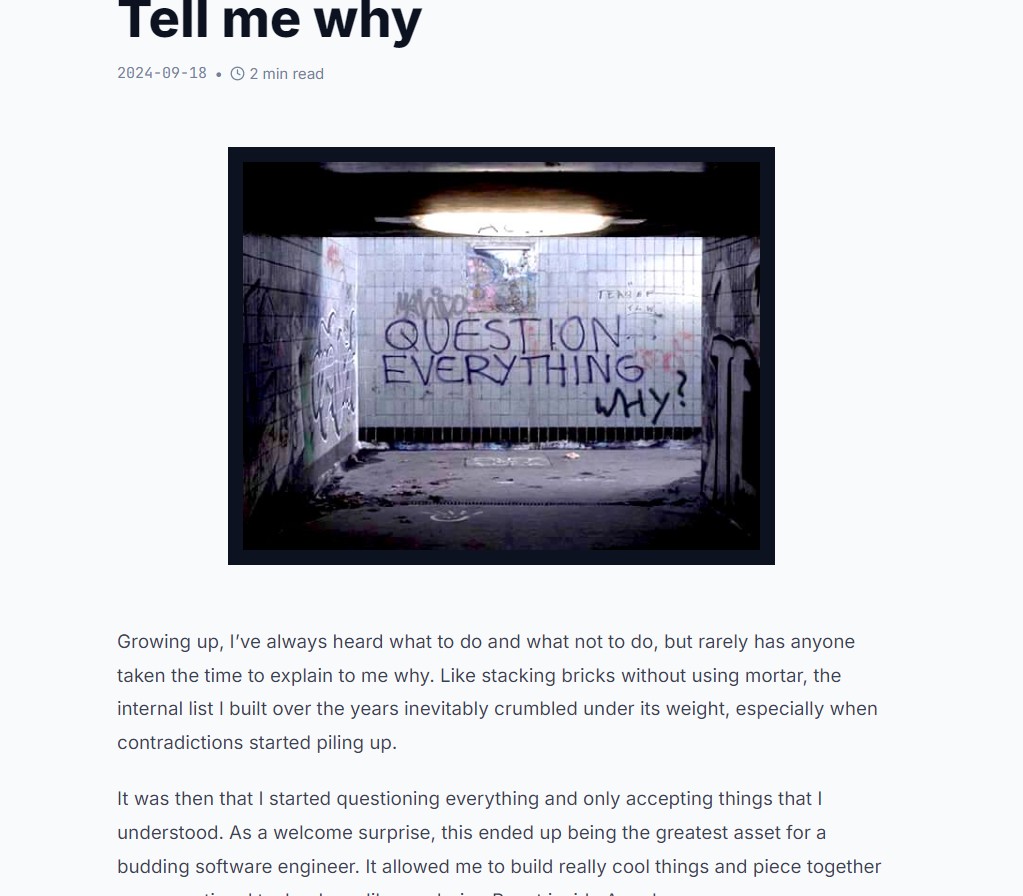 Tell me why
2024-09-18 • 2 min read
QUESTION
EVERYTHING
WHY?
Growing up, I’ve always heard what to do and what not to do, but rarely has anyone
taken the time to explain to me why. Like stacking bricks without using mortar, the
internal list I built over the years inevitably crumbled under its weight, especially when
contradictions started piling up.
It was then that I started questioning everything and only accepting things that I
understood. As a welcome surprise, this ended up being the greatest asset for a
budding software engineer. It allowed me to build really cool things and piece together